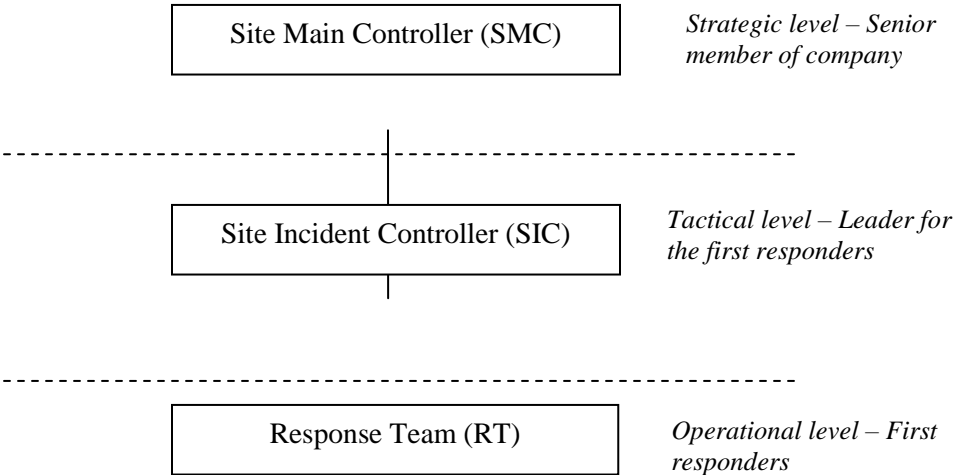 Site Main Controller (SMC)
Strategic level – Senior
member of company
Site Incident Controller (SIC)
Tactical level – Leader for
the first responders
Response Team (RT)
Operational level – First
responders